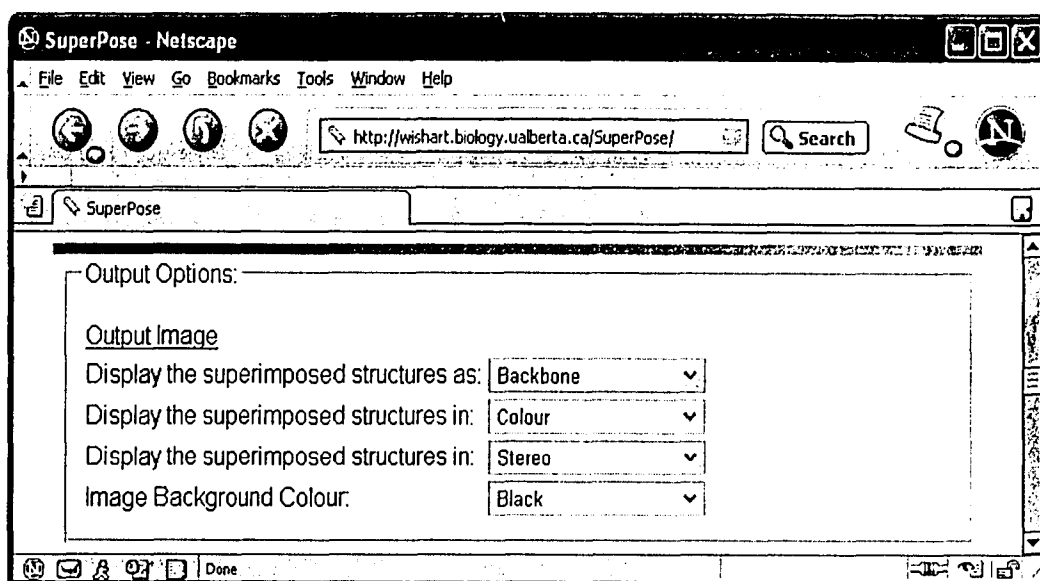 SuperPose - Netscape
File Edit View Go Bookmarks Tools Window Help
http://wishart.biology.ualberta.ca/SuperPose/ Search N
SuperPose
Output Options:
Output Image
Display the superimposed structures as: Backbone
Display the superimposed structures in: Colour
Display the superimposed structures in: Stereo
Image Background Colour: Black
Done